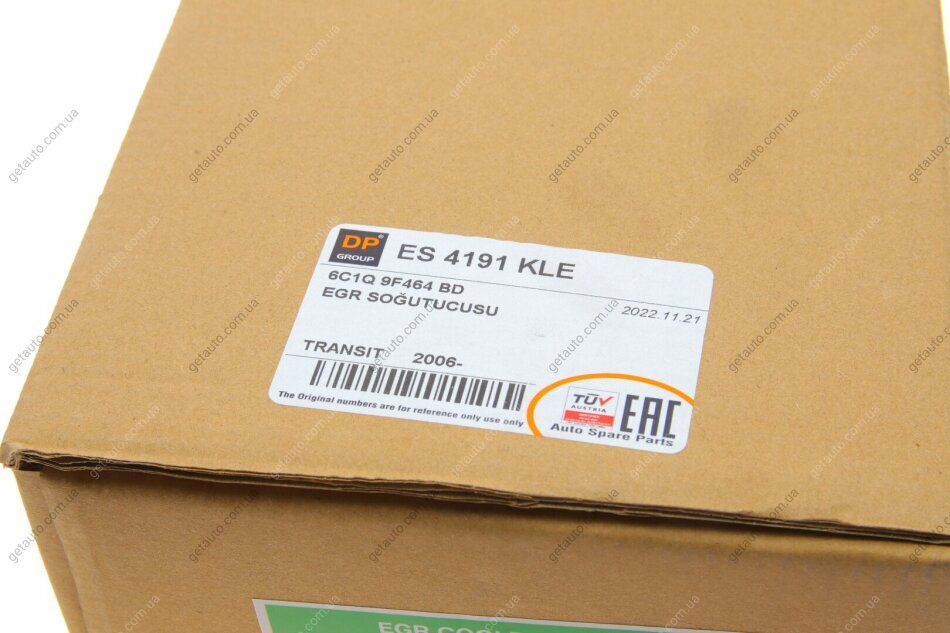 DP®
GROUP
ES 4191 KLE
6C1Q 9F464 BD
EGR SOĞUTUCUSU
2022.11.21
TRANSIT 2006-
The Original numbers are for reference only use only
TÜV
AUSTRIA
EAC
Auto Spare Parts
EGR
getauto.com.ua